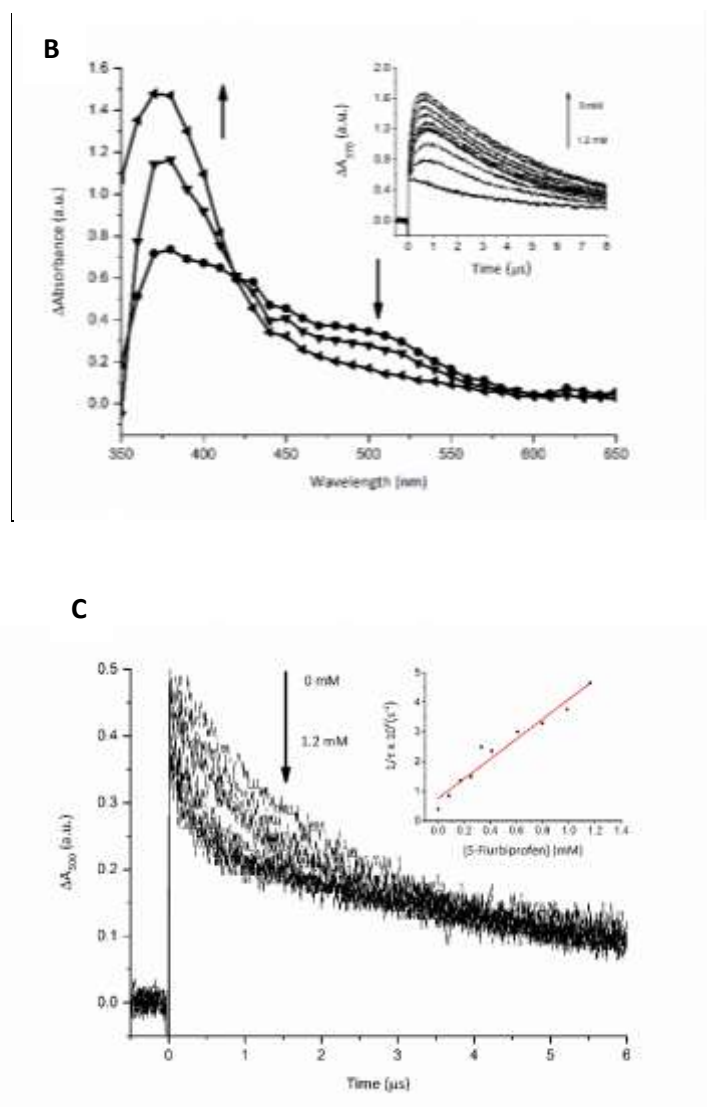 B
1.6
1.4
1.2
1.0
0.8
0.6
0.4
0.2
0.0
ΔAbsorbance (a.u.)
350 400 450 500 550 600 650
Wavelength (nm)
2.0
1.6
1.2
0.8
0.4
0.0
ΔA370 (a.u.)
0 mM
1.2 mM
0 1 2 3 4 5 6 7 8
Time (μs)
C
0.5
0.4
0.3
0.2
0.1
0.0
ΔA500 (a.u.)
0 mM
1.2 mM
0 1 2 3 4 5 6
Time (μs)
5
4
3
2
1
0
0.0 0.2 0.4 0.6 0.8 1.0 1.2 1.4
[S-Flurbiprofen] (mM)